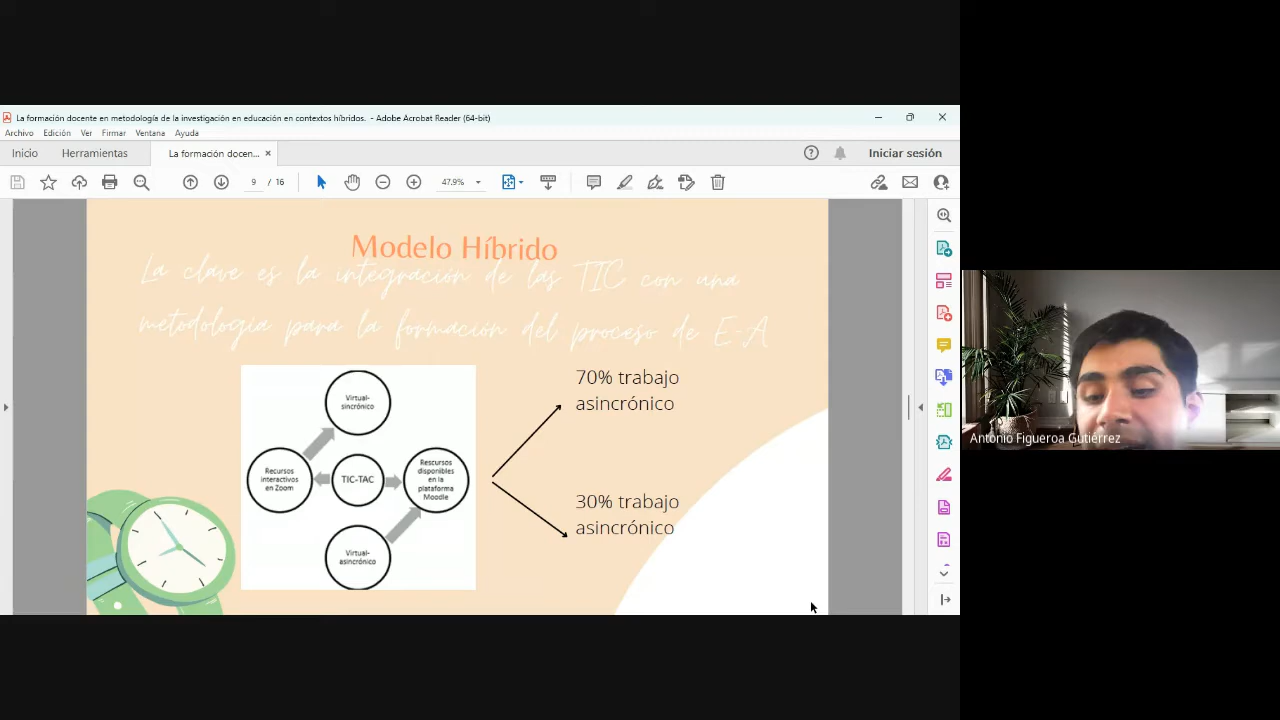 La formación docente en metodología de la investigación en educación en contextos híbridos. - Adobe Acrobat Reader (64-bit)
Archivo Edición Ver Firmar Ventana Ayuda
Inicio Herramientas La formación docen... × Iniciar sesión
9 / 16 47.9%
Modelo Híbrido
La clave es la integración de las TIC con una
metodología para la formación del proceso de E-A
70% trabajo
asincrónico
Virtual-
sincrónico
Recursos
interactivos
en Zoom
TIC-TAC
Rescursos
disponibles
en la
plataforma
Moodle
Virtual-
asincrónico
30% trabajo
asincrónico
Antonio Figueroa Gutiérrez